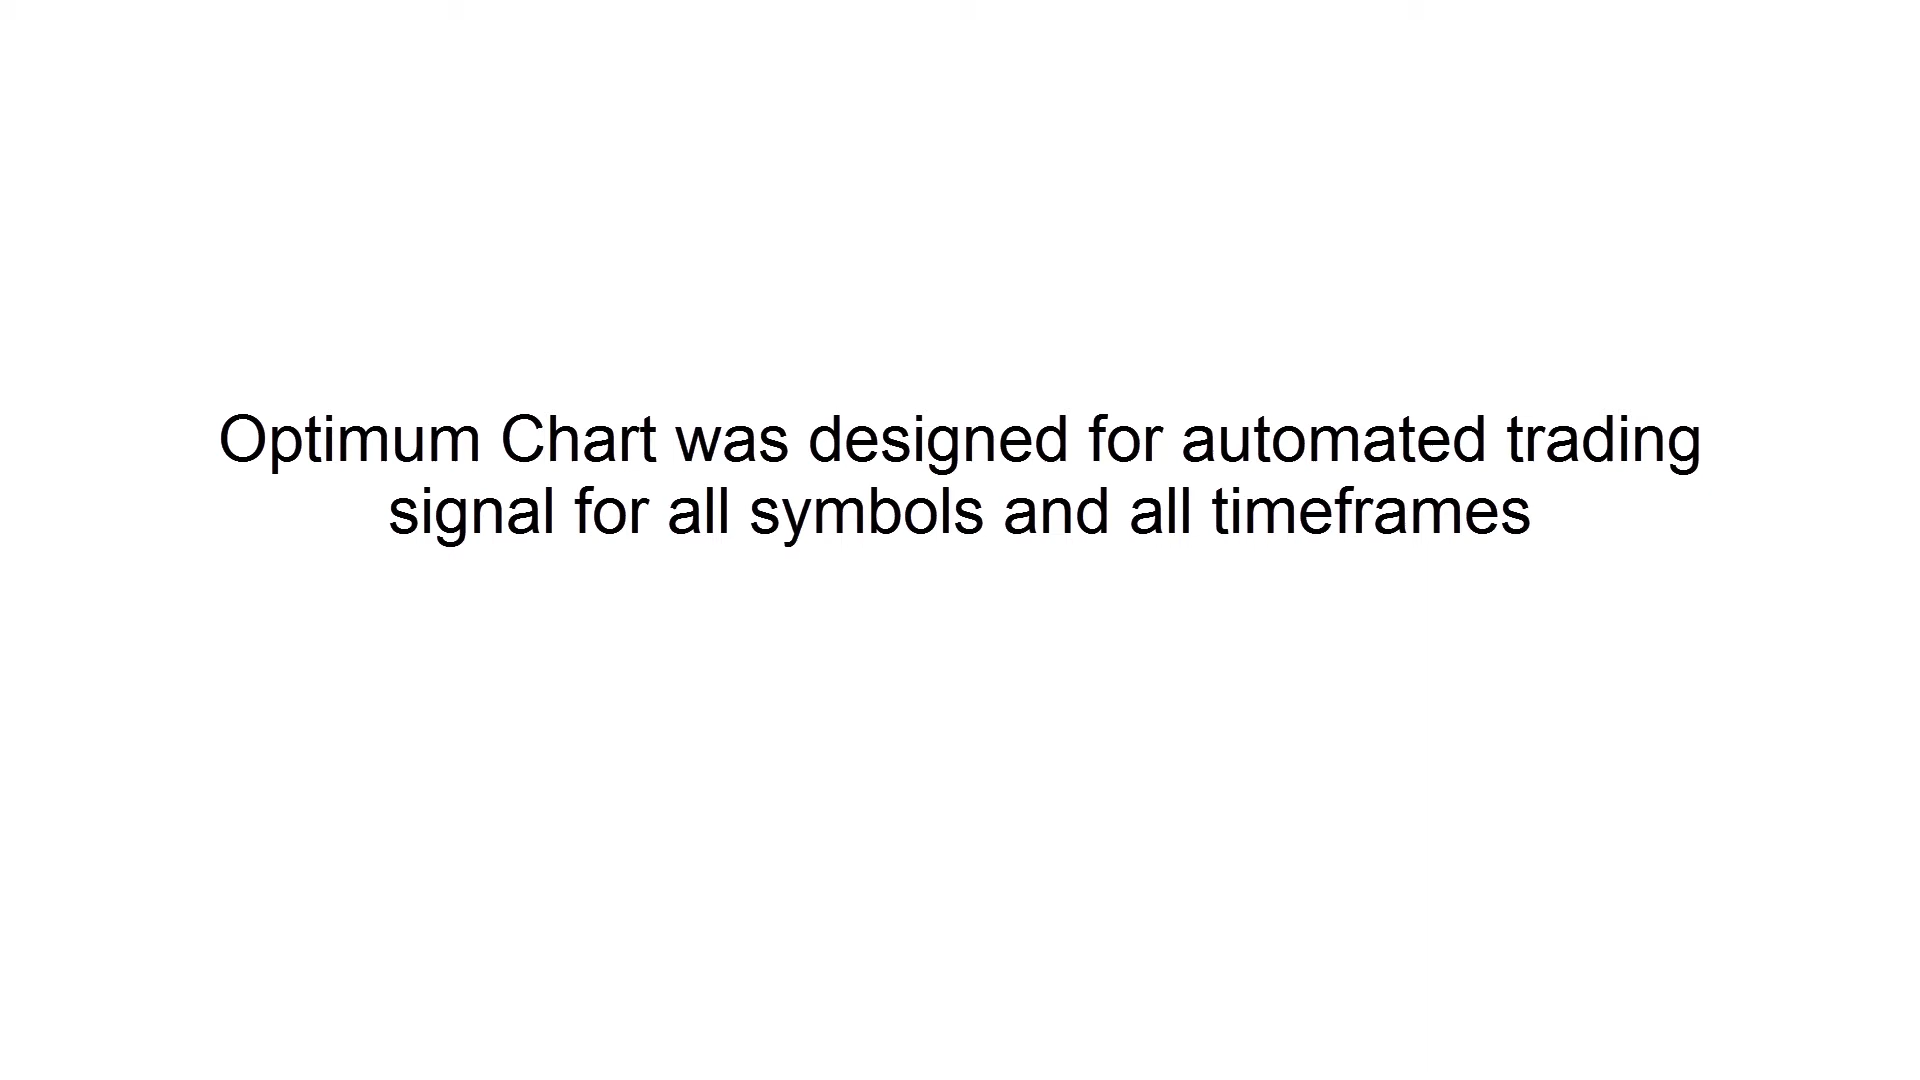 Optimum Chart was designed for automated trading
signal for all symbols and all timeframes